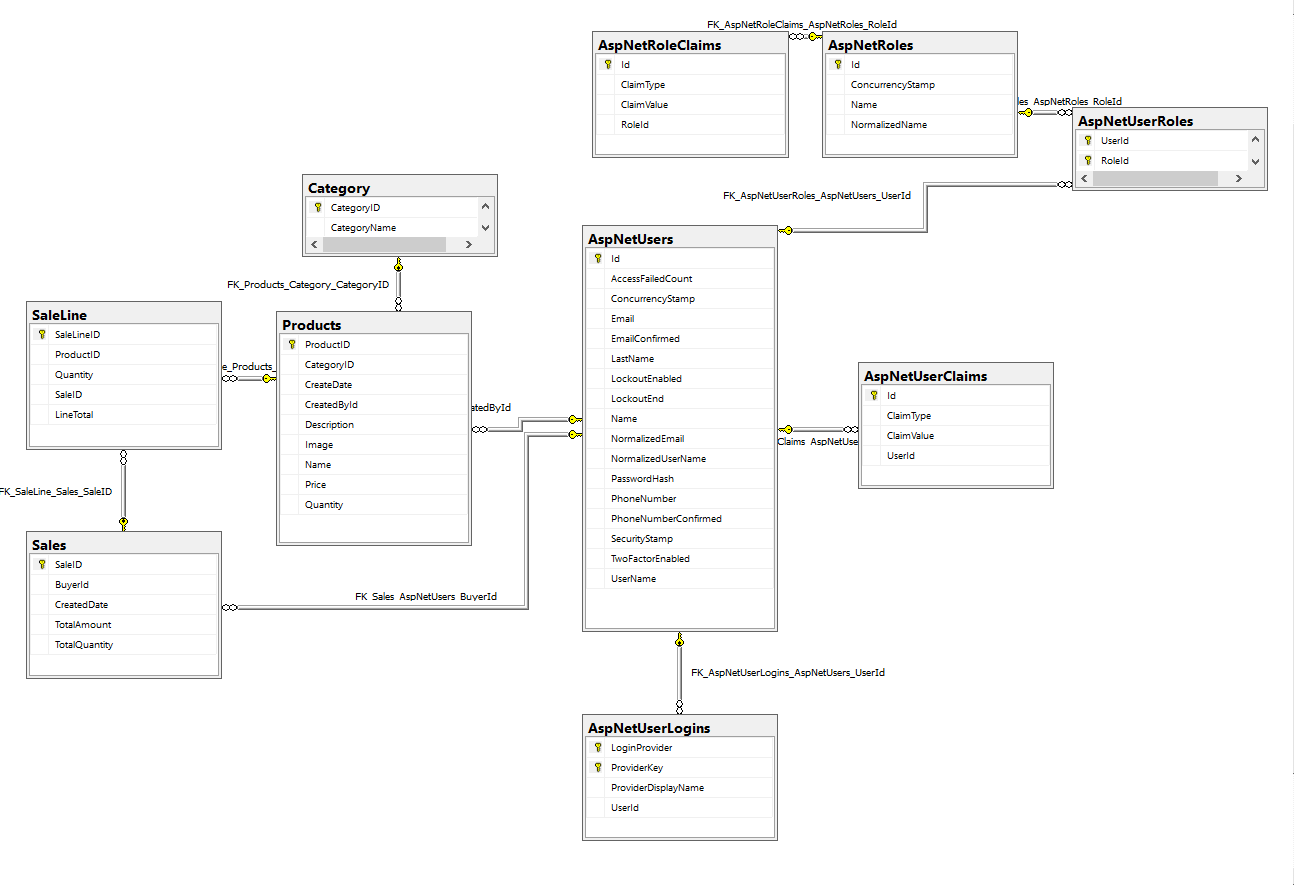 FK_AspNetRoleClaims_AspNetRoles_RoleId
AspNetRoleClaims
Id
ClaimType
ClaimValue
RoleId
AspNetRoles
Id
ConcurrencyStamp
Name
NormalizedName
les_AspNetRoles_RoleId
AspNetUserRoles
UserId
RoleId
FK_AspNetUserRoles_AspNetUsers_UserId
Category
CategoryID
CategoryName
FK_Products_Category_CategoryID
AspNetUsers
Id
AccessFailedCount
ConcurrencyStamp
Email
EmailConfirmed
LastName
LockoutEnabled
LockoutEnd
Name
NormalizedEmail
NormalizedUserName
PasswordHash
PhoneNumber
PhoneNumberConfirmed
SecurityStamp
TwoFactorEnabled
UserName
SaleLine
SaleLineID
ProductID
Quantity
SaleID
LineTotal
e_Products_
Products
ProductID
CategoryID
CreateDate
CreatedById
Description
Image
Name
Price
Quantity
atedById
AspNetUserClaims
Id
ClaimType
ClaimValue
UserId
Claims_AspNetUse
FK_SaleLine_Sales_SaleID
Sales
SaleID
BuyerId
CreatedDate
TotalAmount
TotalQuantity
FK_Sales_AspNetUsers_BuyerId
FK_AspNetUserLogins_AspNetUsers_UserId
AspNetUserLogins
LoginProvider
ProviderKey
ProviderDisplayName
UserId